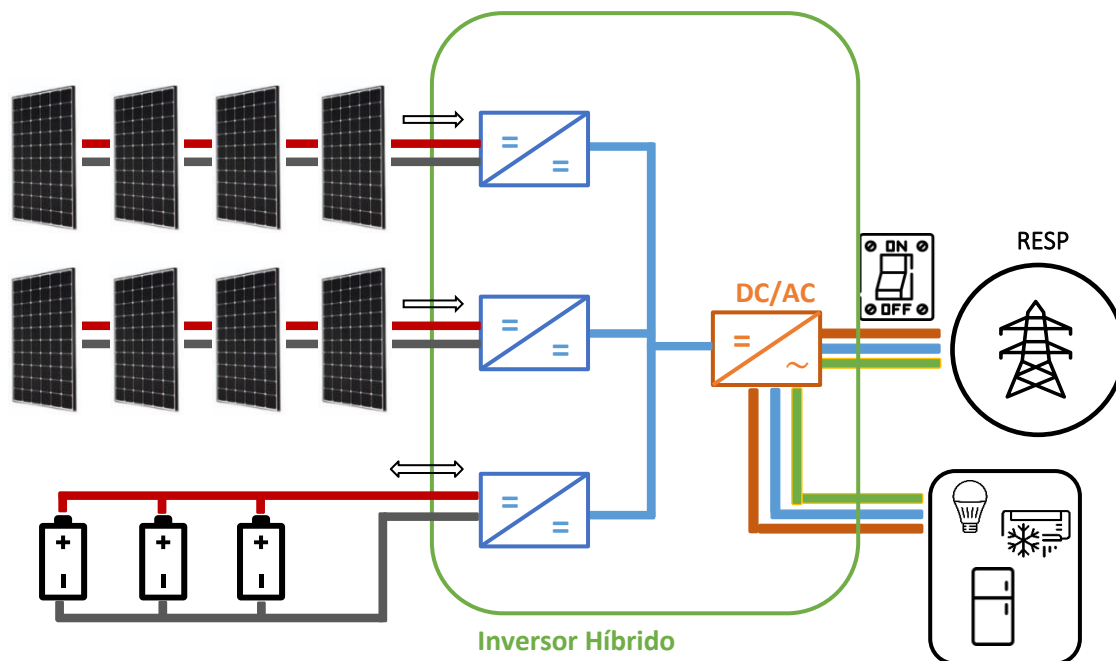 ON
OFF
RESP
DC/AC
=
=
=
=
=
~
=
=
+
+
+
Inversor Híbrido